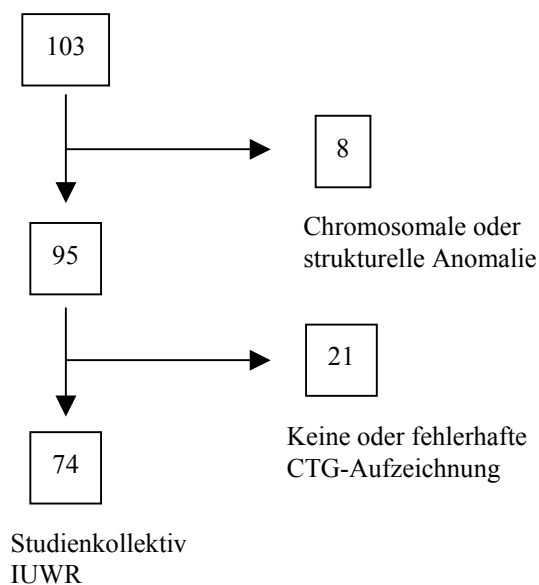 103
8
Chromosomale oder
strukturelle Anomalie
95
21
Keine oder fehlerhafte
CTG-Aufzeichnung
74
Studienkollektiv
IUWR